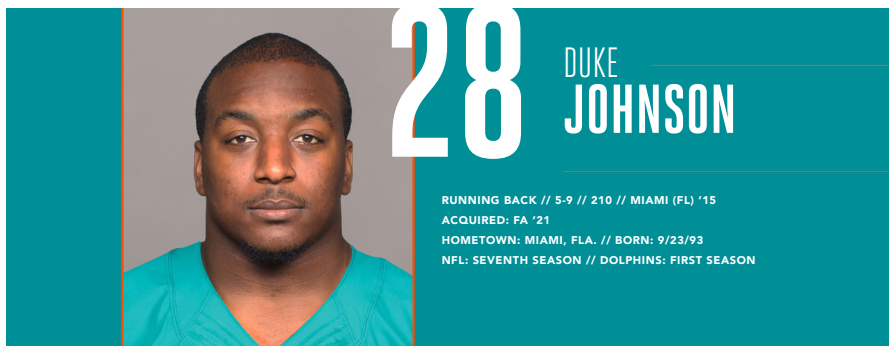 28
DUKE
JOHNSON
RUNNING BACK // 5-9 // 210 // MIAMI (FL) ’15
ACQUIRED: FA ’21
HOMETOWN: MIAMI, FLA. // BORN: 9/23/93
NFL: SEVENTH SEASON // DOLPHINS: FIRST SEASON